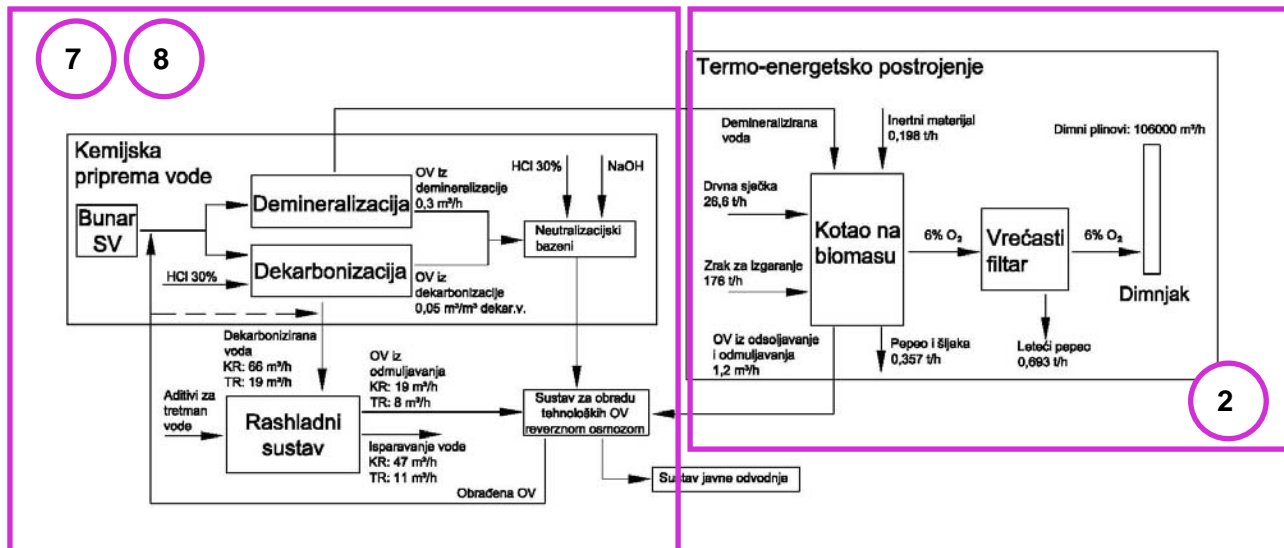 7
8
Termo-energetsko postrojenje
Demineralizirana
voda
Inertni materijal
0,198 t/h
Dimni plinovi: 106000 m³/h
Kemijska
priprema vode
HCl 30%
NaOH
OV iz
demineralizacije
0,3 m³/h
Demineralizacija
Drvna sječka
26,6 t/h
Bunar
SV
Neutralizacijski
bazeni
Kotao na
biomasu
6% O₂
Vrećasti
filtar
6% O₂
Dekarbonizacija
HCl 30%
OV iz
dekarbonizacije
0,05 m³/m³ dekar.v.
Zrak za izgaranje
176 t/h
Dimnjak
Dekarbonizirana
voda
KR: 66 m³/h
TR: 19 m³/h
OV iz
odmuljavanja
KR: 19 m³/h
TR: 8 m³/h
OV iz odsoljavanja
i odmuljavanja
1,2 m³/h
Pepeo i šljaka
0,357 t/h
Leteći pepeo
0,693 t/h
Aditivi za
tretman
vode
Rashladni
sustav
Sustav za obradu
tehnoloških OV
reverznom osmozom
2
Isparavanje vode
KR: 47 m³/h
TR: 11 m³/h
Obrađena OV
Sustav javne odvodnje